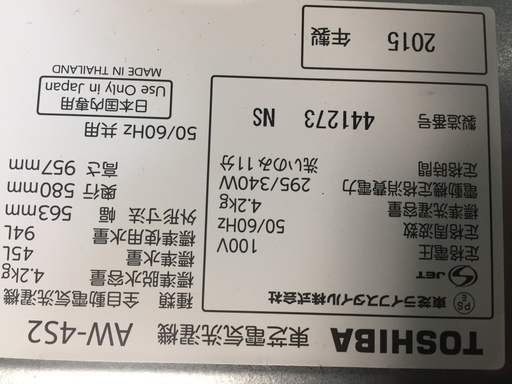 TOSHIBA 東芝電気洗濯機 AW-4S2
東芝ライフスタイル株式会社
PS E
JET
定格電圧 100V
定格周波数 50/60Hz
標準洗濯容量 4.2kg
電動機定格消費電力 295/340W
定格時間 洗いのみ11分
製造番号 441273 NS
2015 年製
種類 全自動電気洗濯機
標準脱水容量 4.2kg
標準水量 45L
標準使用水量 94L
外形寸法 幅 563mm
奥行 580mm
高さ 957mm
50/60Hz 共用
日本国内専用
Use Only in Japan
MADE IN THAILAND